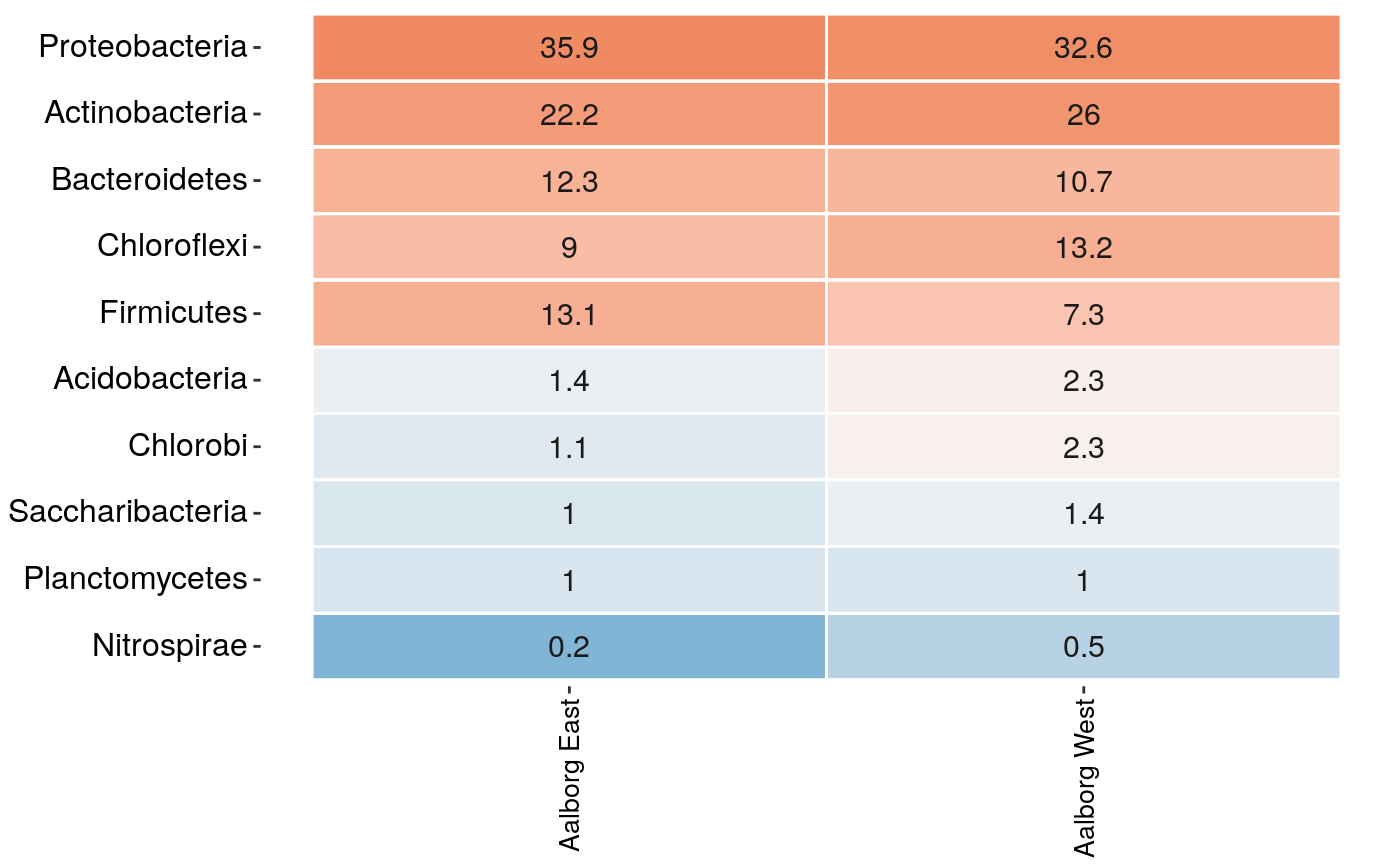 Proteobacteria 35.9 32.6
Actinobacteria 22.2 26
Bacteroidetes 12.3 10.7
Chloroflexi 9 13.2
Firmicutes 13.1 7.3
Acidobacteria 1.4 2.3
Chlorobi 1.1 2.3
Saccharibacteria 1 1.4
Planctomycetes 1 1
Nitrospirae 0.2 0.5
Aalborg East
Aalborg West